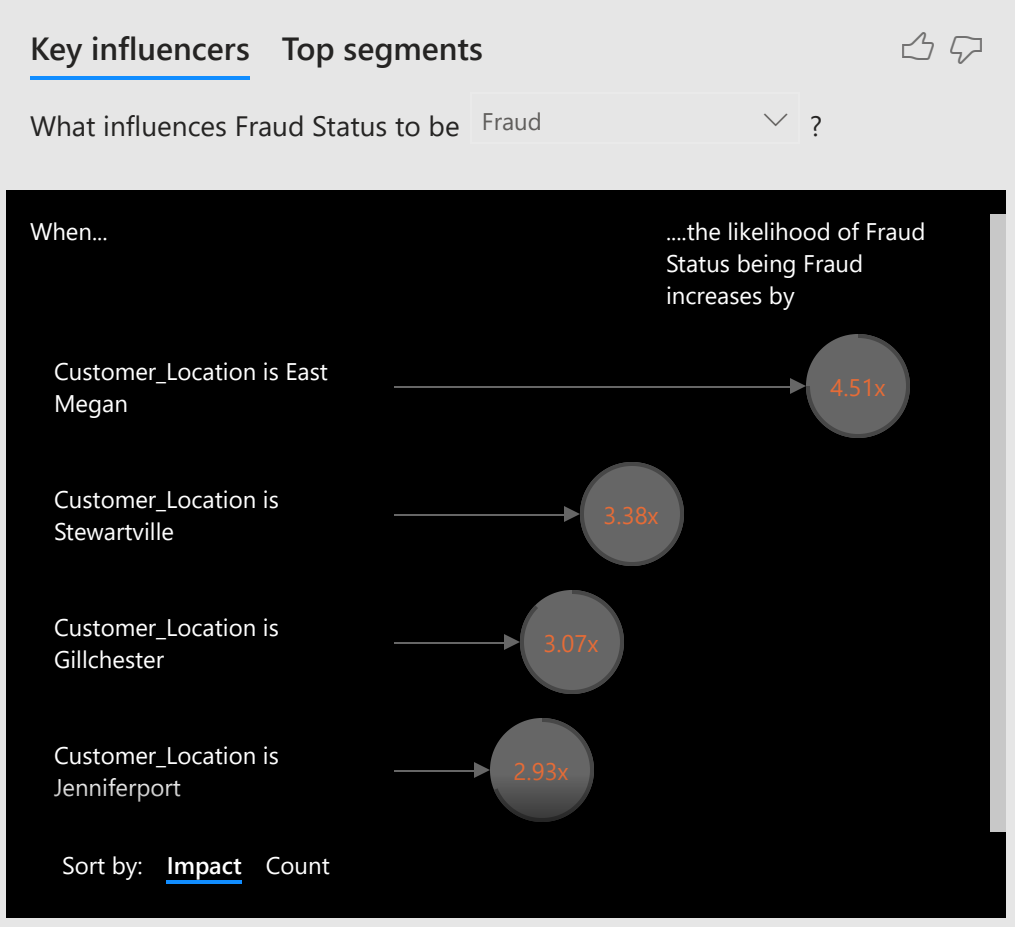 Key influencers Top segments
What influences Fraud Status to be Fraud ?
When...
....the likelihood of Fraud
Status being Fraud
increases by
Customer_Location is East
Megan
4.51x
Customer_Location is
Stewartville
3.38x
Customer_Location is
Gillchester
3.07x
Customer_Location is
Jenniferport
2.93x
Sort by: Impact Count